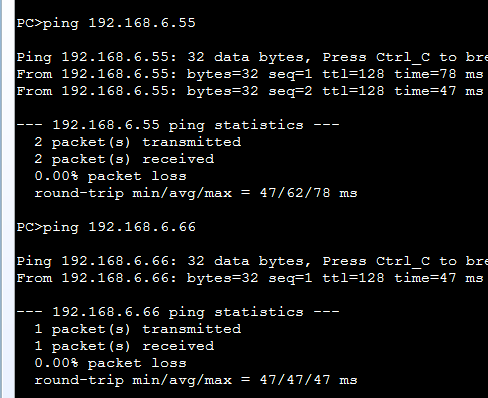 PC>ping 192.168.6.55
Ping 192.168.6.55: 32 data bytes, Press Ctrl_C to bre
From 192.168.6.55: bytes=32 seq=1 ttl=128 time=78 ms
From 192.168.6.55: bytes=32 seq=2 ttl=128 time=47 ms
--- 192.168.6.55 ping statistics ---
2 packet(s) transmitted
2 packet(s) received
0.00% packet loss
round-trip min/avg/max = 47/62/78 ms
PC>ping 192.168.6.66
Ping 192.168.6.66: 32 data bytes, Press Ctrl_C to bre
From 192.168.6.66: bytes=32 seq=1 ttl=128 time=47 ms
--- 192.168.6.66 ping statistics ---
1 packet(s) transmitted
1 packet(s) received
0.00% packet loss
round-trip min/avg/max = 47/47/47 ms